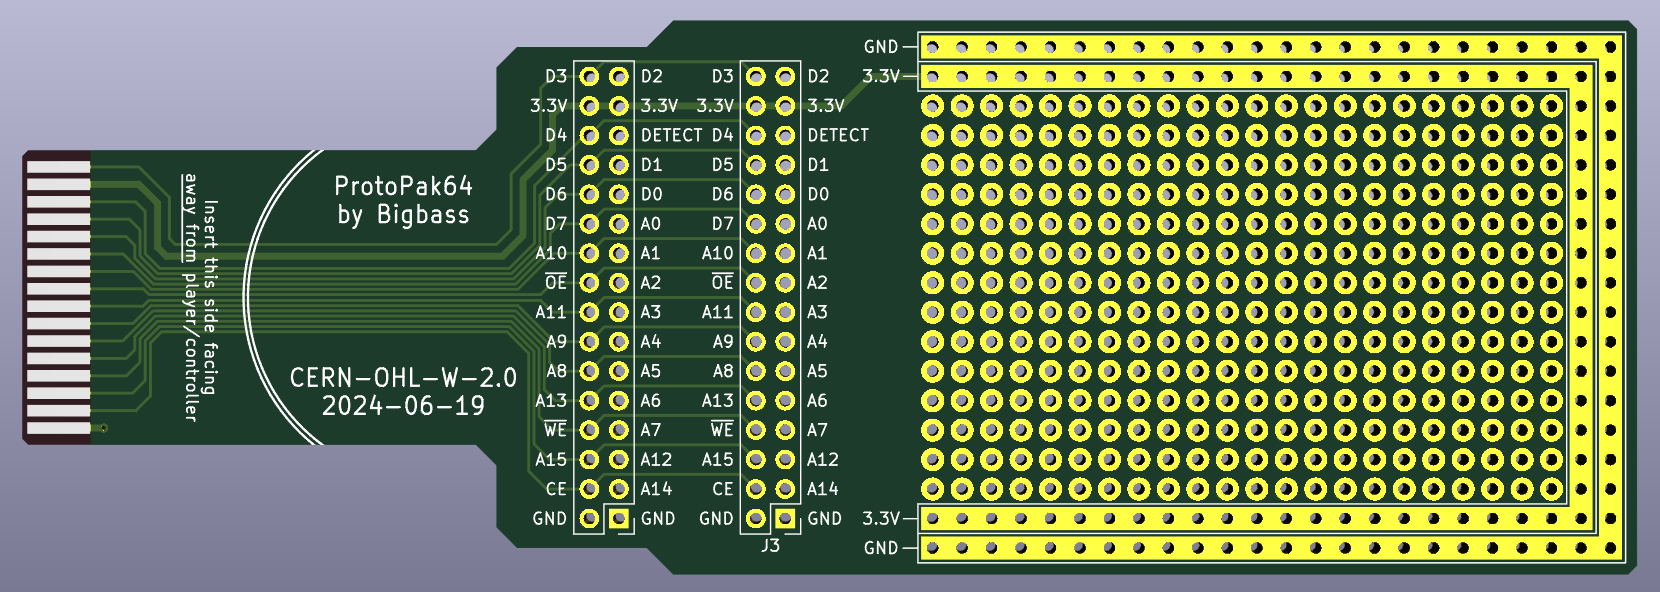 Insert this side facing
away from player/controller
ProtoPak64
by Bigbass
CERN-OHL-W-2.0
2024-06-19
D3 D2 D3 D2
3.3V 3.3V 3.3V 3.3V
D4 DETECT D4 DETECT
D5 D1 D5 D1
D6 D0 D6 D0
D7 A0 D7 A0
A10 A1 A10 A1
OE A2 OE A2
A11 A3 A11 A3
A9 A4 A9 A4
A8 A5 A8 A5
A13 A6 A13 A6
WE A7 WE A7
A15 A12 A15 A12
CE A14 CE A14
GND GND GND GND
J3
GND
3.3V
3.3V
GND